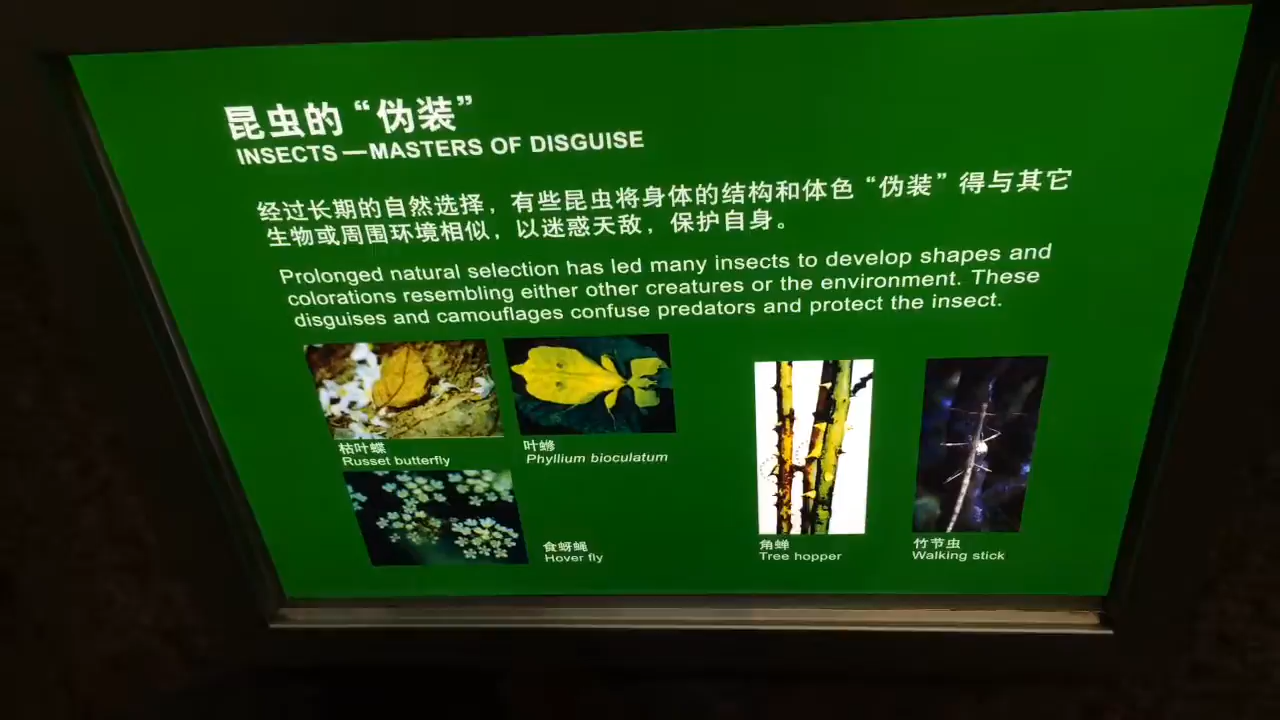 昆虫的“伪装”
INSECTS—MASTERS OF DISGUISE
经过长期的自然选择，有些昆虫将身体的结构和体色“伪装”得与其它
生物或周围环境相似，以迷惑天敌，保护自身。
Prolonged natural selection has led many insects to develop shapes and
colorations resembling either other creatures or the environment. These
disguises and camouflages confuse predators and protect the insect.
枯叶蝶
Russet butterfly
叶䗛
Phyllium bioculatum
食蚜蝇
Hover fly
角蝉
Tree hopper
竹节虫
Walking stick